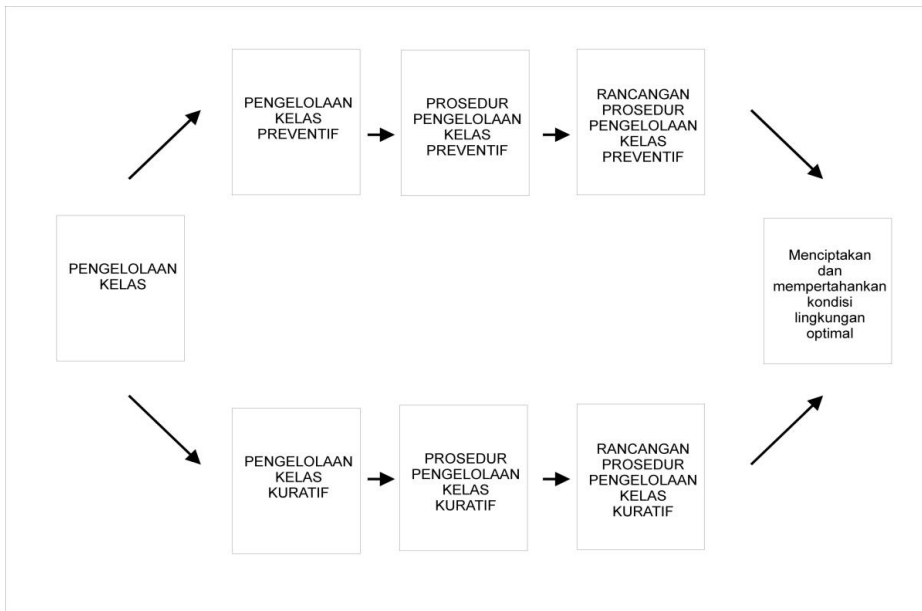 PENGELOLAAN
KELAS
PENGELOLAAN
KELAS
PREVENTIF
PROSEDUR
PENGELOLAAN
KELAS
PREVENTIF
RANCANGAN
PROSEDUR
PENGELOLAAN
KELAS
PREVENTIF
PENGELOLAAN
KELAS
KURATIF
PROSEDUR
PENGELOLAAN
KELAS
KURATIF
RANCANGAN
PROSEDUR
PENGELOLAAN
KELAS
KURATIF
Menciptakan
dan
mempertahankan
kondisi
lingkungan
optimal